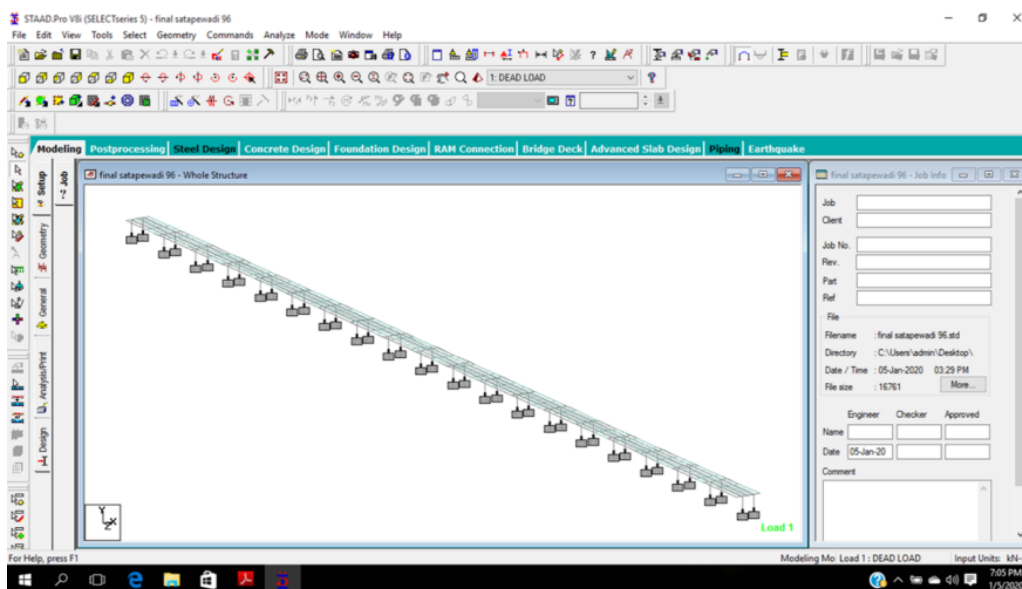 STAAD.Pro V8i (SELECTseries 5) - final satapewadi 96
File Edit View Tools Select Geometry Commands Analyze Mode Window Help
1: DEAD LOAD
Modeling Postprocessing Steel Design Concrete Design Foundation Design RAM Connection Bridge Deck Advanced Slab Design Piping Earthquake
Setup
Geometry
General
Analysis/Print
Design
Job
final satapewadi 96 - Whole Structure
Y
X
Z
Load 1
final satapewadi 96 - Job Info
Job
Client
Job No.
Rev.
Part
Ref
File
Filename : final satapewadi 96.std
Directory : C:\Users\admin\Desktop\
Date / Time : 05-Jan-2020 03:29 PM
File size : 16761 More...
Engineer Checker Approved
Name
Date 05-Jan-20
Comment
For Help, press F1
Modeling Mo Load 1 : DEAD LOAD Input Units: kN-
7:05 PM
1/5/2020